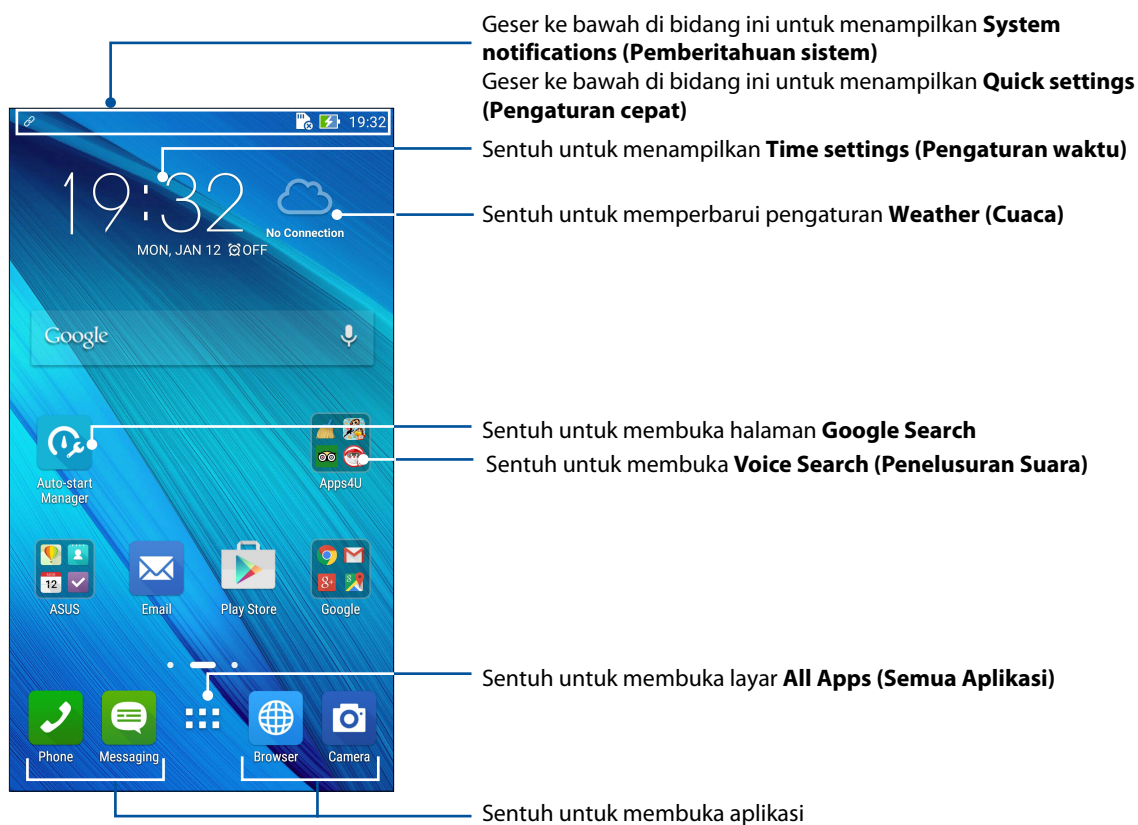 Geser ke bawah di bidang ini untuk menampilkan System
notifications (Pemberitahuan sistem)
Geser ke bawah di bidang ini untuk menampilkan Quick settings
(Pengaturan cepat)
19:32
Sentuh untuk menampilkan Time settings (Pengaturan waktu)
19:32
Sentuh untuk memperbarui pengaturan Weather (Cuaca)
No Connection
MON, JAN 12 OFF
Google
Sentuh untuk membuka halaman Google Search
Sentuh untuk membuka Voice Search (Penelusuran Suara)
Auto-start
Manager
Apps4U
12
8+
ASUS
Email
Play Store
Google
Sentuh untuk membuka layar All Apps (Semua Aplikasi)
Phone
Messaging
Browser
Camera
Sentuh untuk membuka aplikasi